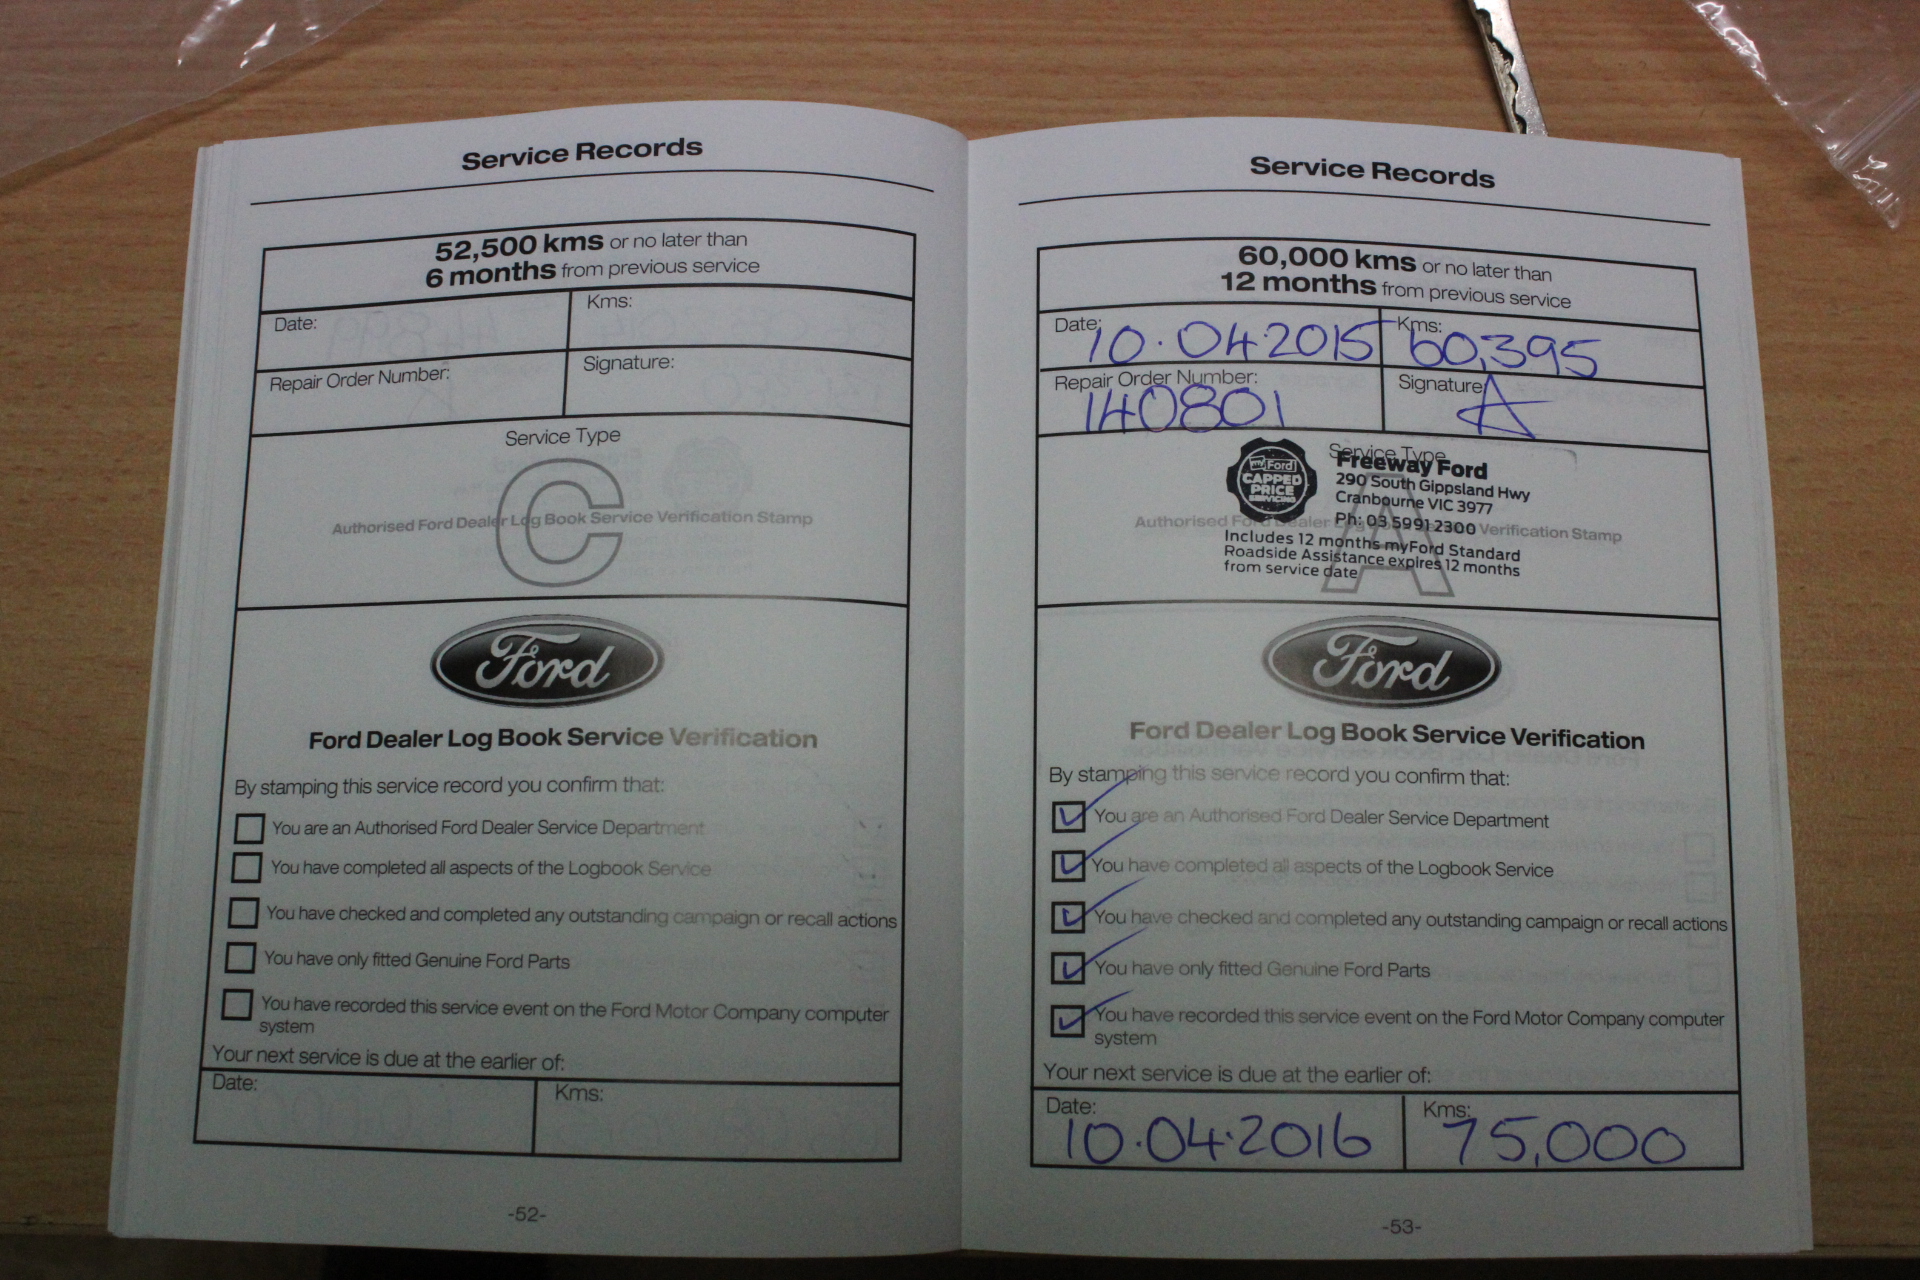 Service Records
52,500 kms or no later than
6 months from previous service
Date:
Kms:
Repair Order Number:
Signature:
Service Type
C
Authorised Ford Dealer Log Book Service Verification Stamp
Ford
Ford Dealer Log Book Service Verification
By stamping this service record you confirm that:
You are an Authorised Ford Dealer Service Department
You have completed all aspects of the Logbook Service
You have checked and completed any outstanding campaign or recall actions
You have only fitted Genuine Ford Parts
You have recorded this service event on the Ford Motor Company computer
system
Your next service is due at the earlier of:
Date:
Kms:
-52-
Service Records
60,000 kms or no later than
12 months from previous service
Date: 10.04.2015
Kms: 60,395
Repair Order Number: 140801
Signature: A
Service Type
A
my Ford
CAPPED
PRICE
SERVICING
Freeway Ford
290 South Gippsland Hwy
Cranbourne VIC 3977
Ph: 03 5991 2300
Authorised Ford Dealer Log Book Service Verification Stamp
Includes 12 months myFord Standard
Roadside Assistance expires 12 months
from service date
Ford
Ford Dealer Log Book Service Verification
By stamping this service record you confirm that:
You are an Authorised Ford Dealer Service Department
You have completed all aspects of the Logbook Service
You have checked and completed any outstanding campaign or recall actions
You have only fitted Genuine Ford Parts
You have recorded this service event on the Ford Motor Company computer
system
Your next service is due at the earlier of:
Date: 10.04.2016
Kms: 75,000
-53-